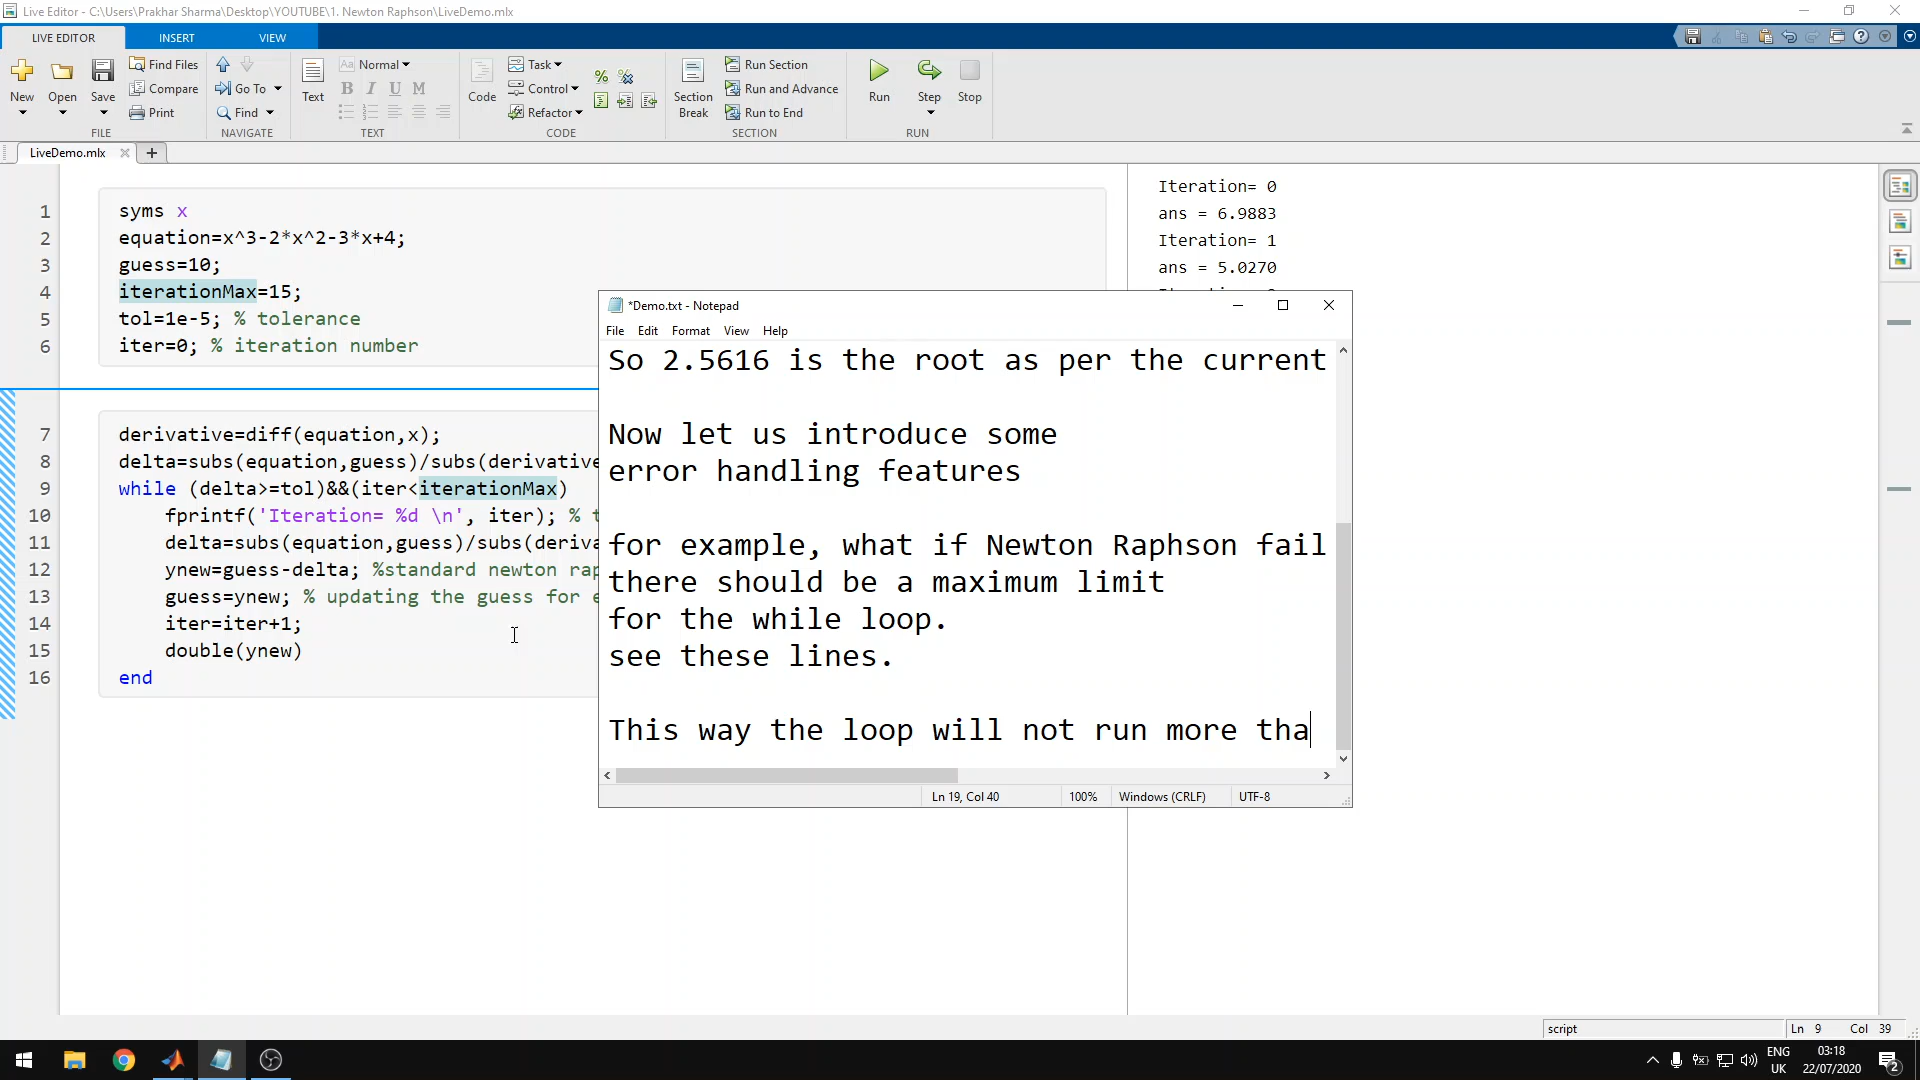 Live Editor - C:\Users\Prakhar Sharma\Desktop\YOUTUBE\1. Newton Raphson\LiveDemo.mlx
LIVE EDITOR INSERT VIEW
New
Open
Save
Find Files
Compare
Print
FILE
Go To
Find
NAVIGATE
Text
Aa Normal
B I U M
TEXT
Code
Task
Control
Refactor
CODE
Section
Break
Run Section
Run and Advance
Run to End
SECTION
Run
Step
Stop
RUN
LiveDemo.mlx
1 syms x
2 equation=x^3-2*x^2-3*x+4;
3 guess=10;
4 iterationMax=15;
5 tol=1e-5; % tolerance
6 iter=0; % iteration number
7 derivative=diff(equation,x);
8 delta=subs(equation,guess)/subs(derivative
9 while (delta>=tol)&&(iter<iterationMax)
10 fprintf('Iteration= %d \n', iter); % t
11 delta=subs(equation,guess)/subs(deriva
12 ynew=guess-delta; %standard newton rap
13 guess=ynew; % updating the guess for e
14 iter=iter+1;
15 double(ynew)
16 end
Iteration= 0
ans = 6.9883
Iteration= 1
ans = 5.0270
*Demo.txt - Notepad
File Edit Format View Help
So 2.5616 is the root as per the current
Now let us introduce some
error handling features
for example, what if Newton Raphson fail
there should be a maximum limit
for the while loop.
see these lines.
This way the loop will not run more tha
Ln 19, Col 40 100% Windows (CRLF) UTF-8
script Ln 9 Col 39
ENG
UK
03:18
22/07/2020
2